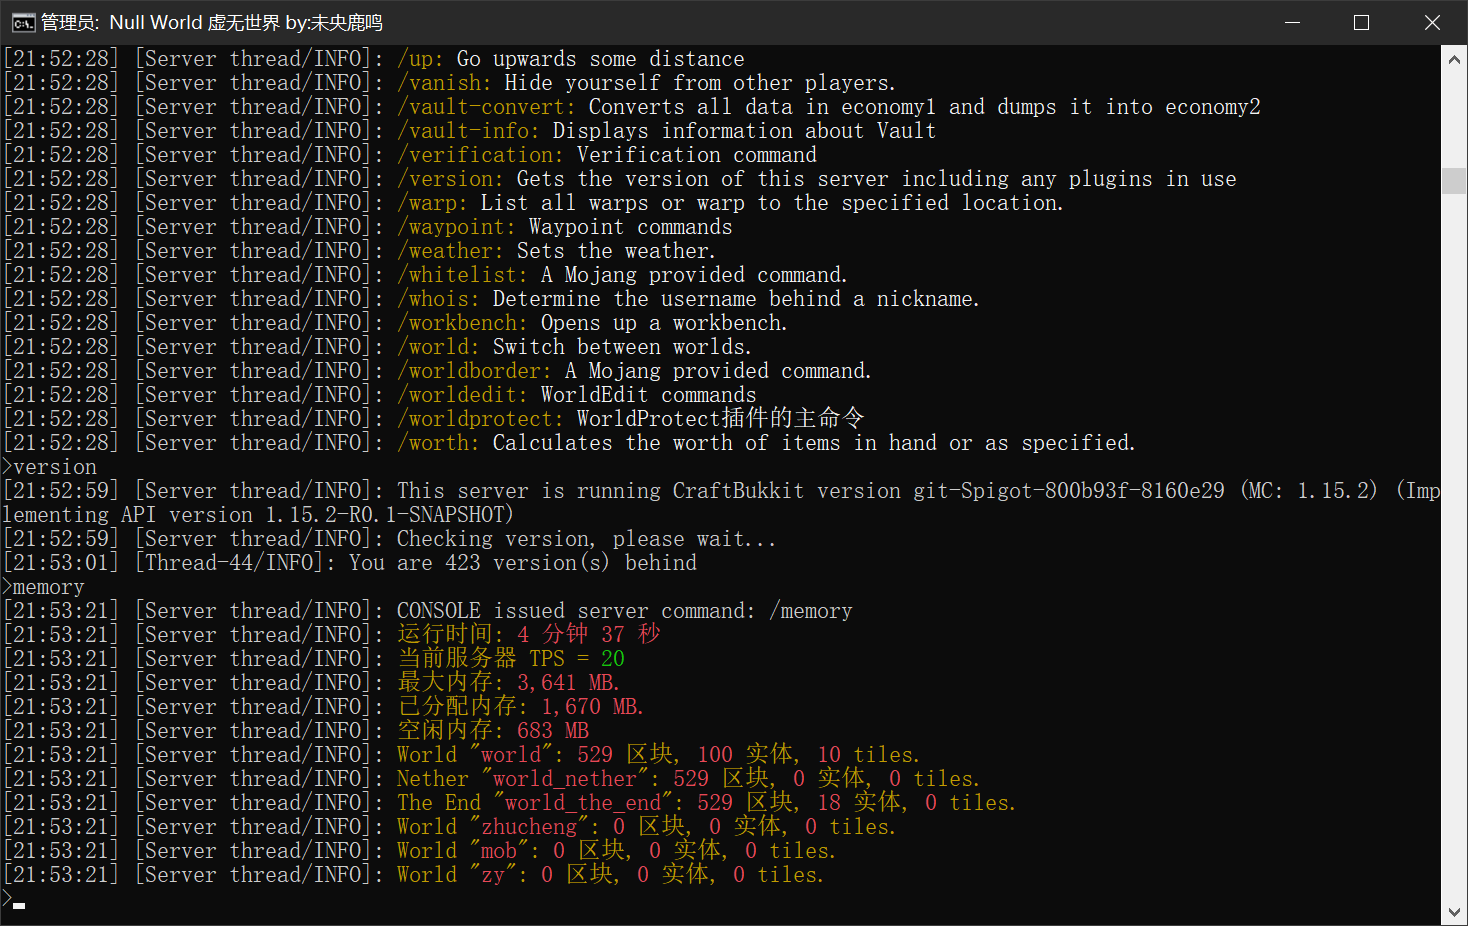 管理员: Null World 虚无世界 by:未央鹿鸣
[21:52:28] [Server thread/INFO]: /up: Go upwards some distance
[21:52:28] [Server thread/INFO]: /vanish: Hide yourself from other players.
[21:52:28] [Server thread/INFO]: /vault-convert: Converts all data in economy1 and dumps it into economy2
[21:52:28] [Server thread/INFO]: /vault-info: Displays information about Vault
[21:52:28] [Server thread/INFO]: /verification: Verification command
[21:52:28] [Server thread/INFO]: /version: Gets the version of this server including any plugins in use
[21:52:28] [Server thread/INFO]: /warp: List all warps or warp to the specified location.
[21:52:28] [Server thread/INFO]: /waypoint: Waypoint commands
[21:52:28] [Server thread/INFO]: /weather: Sets the weather.
[21:52:28] [Server thread/INFO]: /whitelist: A Mojang provided command.
[21:52:28] [Server thread/INFO]: /whois: Determine the username behind a nickname.
[21:52:28] [Server thread/INFO]: /workbench: Opens up a workbench.
[21:52:28] [Server thread/INFO]: /world: Switch between worlds.
[21:52:28] [Server thread/INFO]: /worldborder: A Mojang provided command.
[21:52:28] [Server thread/INFO]: /worldedit: WorldEdit commands
[21:52:28] [Server thread/INFO]: /worldprotect: WorldProtect插件的主命令
[21:52:28] [Server thread/INFO]: /worth: Calculates the worth of items in hand or as specified.
>version
[21:52:59] [Server thread/INFO]: This server is running CraftBukkit version git-Spigot-800b93f-8160e29 (MC: 1.15.2) (Imp
lementing API version 1.15.2-R0.1-SNAPSHOT)
[21:52:59] [Server thread/INFO]: Checking version, please wait...
[21:53:01] [Thread-44/INFO]: You are 423 version(s) behind
>memory
[21:53:21] [Server thread/INFO]: CONSOLE issued server command: /memory
[21:53:21] [Server thread/INFO]: 运行时间: 4 分钟 37 秒
[21:53:21] [Server thread/INFO]: 当前服务器 TPS = 20
[21:53:21] [Server thread/INFO]: 最大内存: 3,641 MB.
[21:53:21] [Server thread/INFO]: 已分配内存: 1,670 MB.
[21:53:21] [Server thread/INFO]: 空闲内存: 683 MB
[21:53:21] [Server thread/INFO]: World "world": 529 区块, 100 实体, 10 tiles.
[21:53:21] [Server thread/INFO]: Nether "world_nether": 529 区块, 0 实体, 0 tiles.
[21:53:21] [Server thread/INFO]: The End "world_the_end": 529 区块, 18 实体, 0 tiles.
[21:53:21] [Server thread/INFO]: World "zhucheng": 0 区块, 0 实体, 0 tiles.
[21:53:21] [Server thread/INFO]: World "mob": 0 区块, 0 实体, 0 tiles.
[21:53:21] [Server thread/INFO]: World "zy": 0 区块, 0 实体, 0 tiles.
>